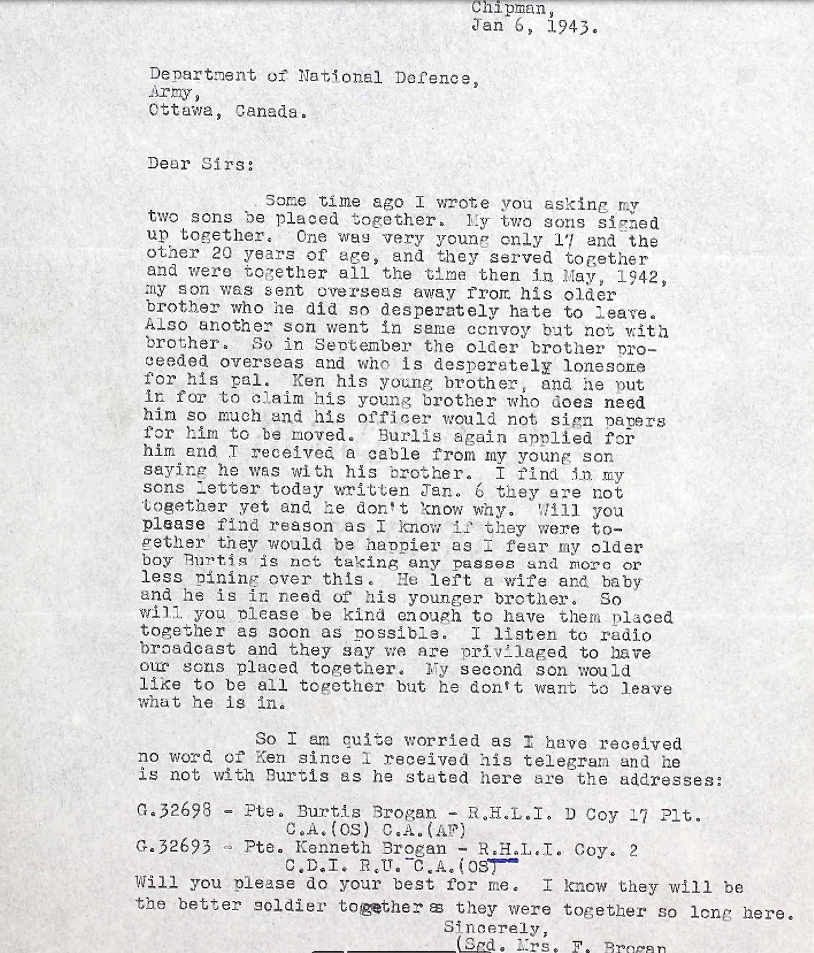 Chipman,
Jan 6, 1943.
Department of National Defence,
Army,
Ottawa, Canada.
Dear Sirs:
Some time ago I wrote you asking my
two sons be placed together. My two sons signed
up together. One was very young only 17 and the
other 20 years of age, and they served together
and were together all the time then in May, 1942,
my son was sent overseas away from his older
brother who he did so desperately hate to leave.
Also another son went in same convoy but not with
brother. So in September the older brother pro-
ceeded overseas and who is desperately lonesome
for his pal. Ken his young brother, and he put
in for to claim his young brother who does need
him so much and his officer would not sign papers
for him to be moved. Burlis again applied for
him and I received a cable from my young son
saying he was with his brother. I find in my
sons letter today written Jan. 6 they are not
together yet and he don't know why. Will you
please find reason as I know if they were to-
gether they would be happier as I fear my older
boy Burtis is not taking any passes and more or
less pining over this. He left a wife and baby
and he is in need of his younger brother. So
will you please be kind enough to have them placed
together as soon as possible. I listen to radio
broadcast and they say we are privilaged to have
our sons placed together. My second son would
like to be all together but he don't want to leave
what he is in.
So I am quite worried as I have received
no word of Ken since I received his telegram and he
is not with Burtis as he stated here are the addresses:
G.32698 - Pte. Burtis Brogan - R.H.L.I. D Coy 17 Plt.
C.A.(OS) C.A.(AF)
G.32693 - Pte. Kenneth Brogan - R.H.L.I. Coy. 2
C.D.I. R.U. C.A.(OS)
Will you please do your best for me. I know they will be
the better soldier together as they were together so long here.
Sincerely,
(Sgd. Mrs. F. Brogan